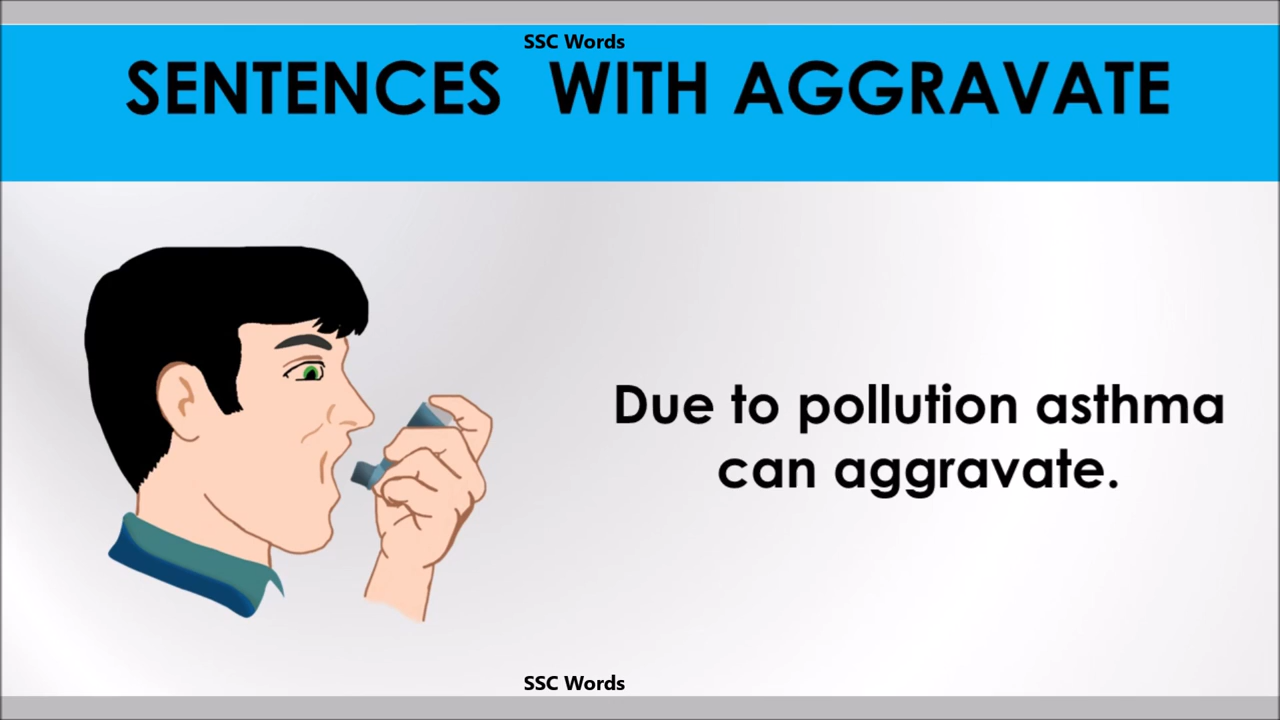 SSC Words
SENTENCES WITH AGGRAVATE
Due to pollution asthma
can aggravate.
SSC Words